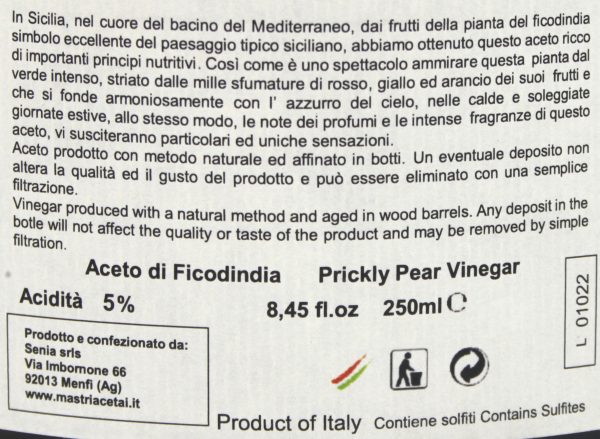 In Sicilia, nel cuore del bacino del Mediterraneo, dai frutti della pianta del ficodindia
simbolo eccellente del paesaggio tipico siciliano, abbiamo ottenuto questo aceto ricco
di importanti principi nutritivi. Così come è uno spettacolo ammirare questa pianta dal
verde intenso, striato dalle mille sfumature di rosso, giallo ed arancio dei suoi frutti e
che si fonde armoniosamente con l' azzurro del cielo, nelle calde e soleggiate
giornate estive, allo stesso modo, le note dei profumi e le intense fragranze di questo
aceto, vi susciteranno particolari ed uniche sensazioni.
Aceto prodotto con metodo naturale ed affinato in botti. Un eventuale deposito non
altera la qualità ed il gusto del prodotto e può essere eliminato con una semplice
filtrazione.
Vinegar produced with a natural method and aged in wood barrels. Any deposit in the
botle will not affect the quality or taste of the product and may be removed by simple
filtration.
Aceto di Ficodindia Prickly Pear Vinegar
Acidità 5% 8,45 fl.oz 250ml ℮
L 01022
Prodotto e confezionato da:
Senia srls
Via Imbornone 66
92013 Menfi (Ag)
www.mastriacetai.it
Product of Italy Contiene solfiti Contains Sulfites